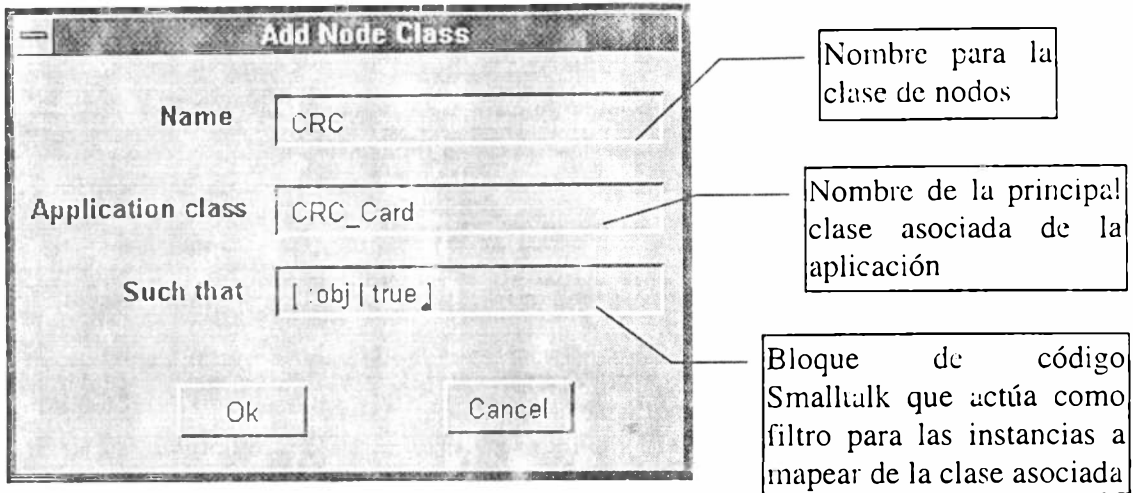 Add Node Class
Name
CRC
Application class
CRC_Card
Such that
[ :obj | true ]
Ok
Cancel
Nombre para la
clase de nodos
Nombre de la principal
clase asociada de la
aplicación
Bloque de código
Smalltalk que actúa como
filtro para las instancias a
mapear de la clase asociada